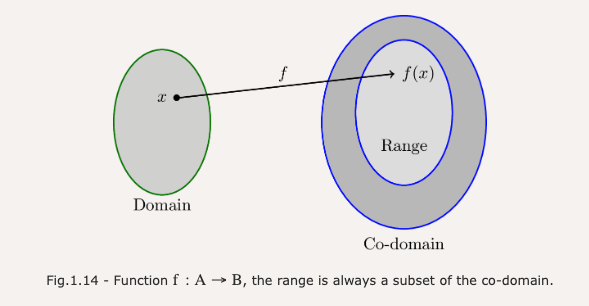 f
x
f(x)
Range
Domain
Co-domain
Fig.1.14 - Function f : A → B, the range is always a subset of the co-domain.